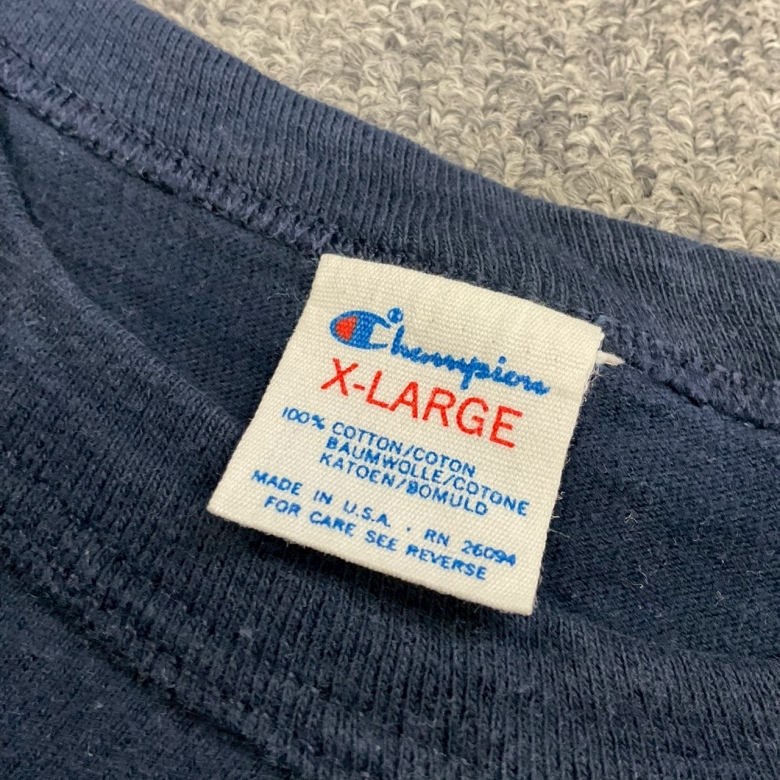 Champion®
X-LARGE
100% COTTON/COTON
BAUMWOLLE/COTONE
KATOEN/BOMULD
MADE IN U.S.A. · RN 26094
FOR CARE SEE REVERSE